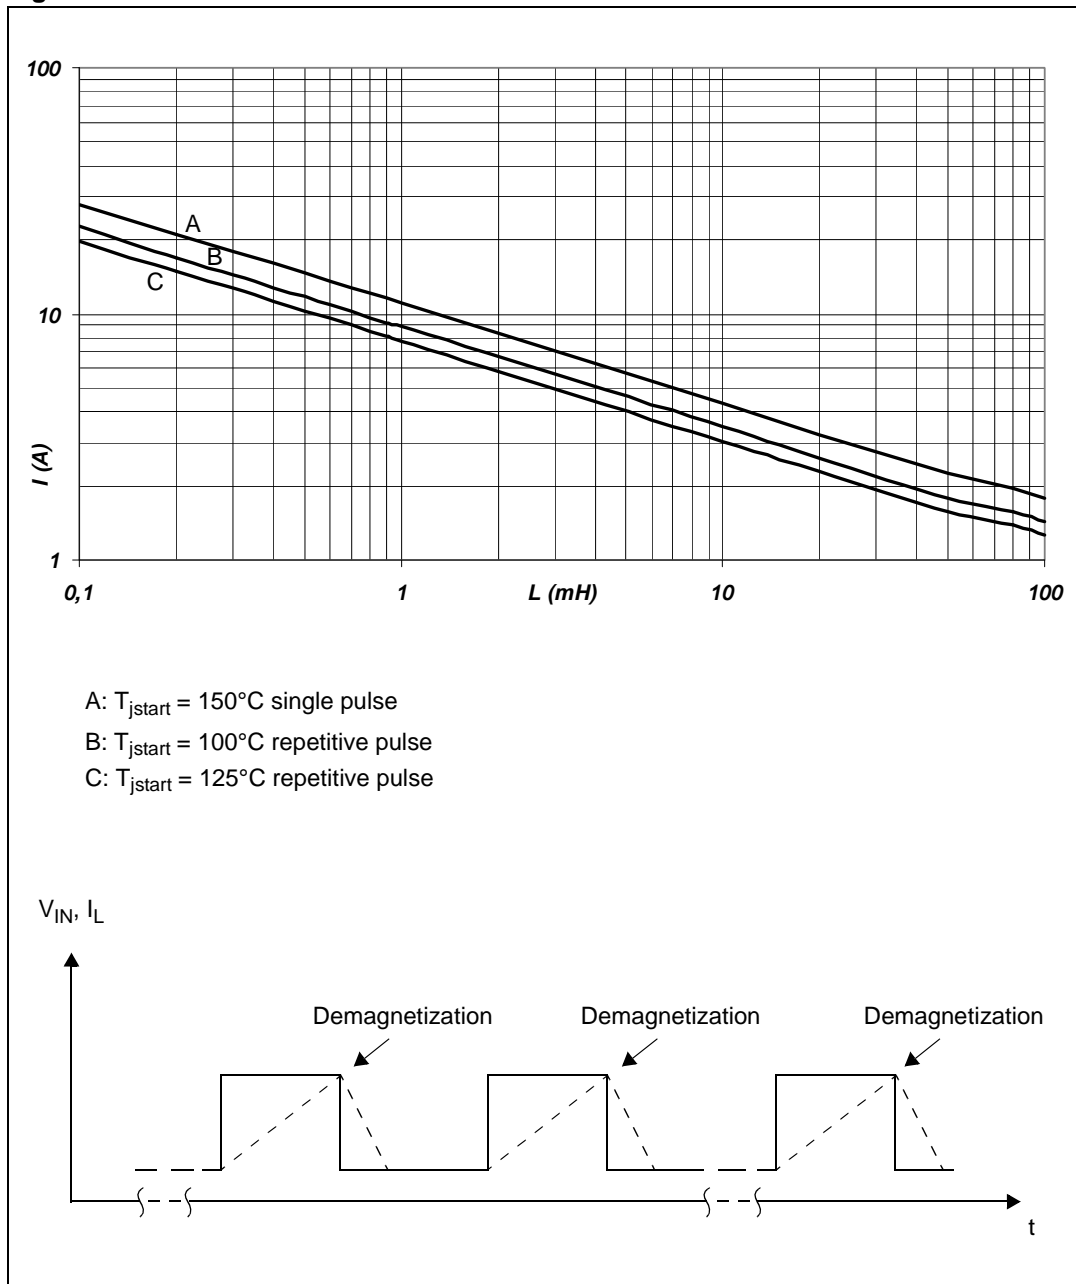 100
A
B
C
10
I (A)
1
0,1 1 L (mH) 10 100
A: Tjstart = 150°C single pulse
B: Tjstart = 100°C repetitive pulse
C: Tjstart = 125°C repetitive pulse
VIN, IL
Demagnetization Demagnetization Demagnetization
t